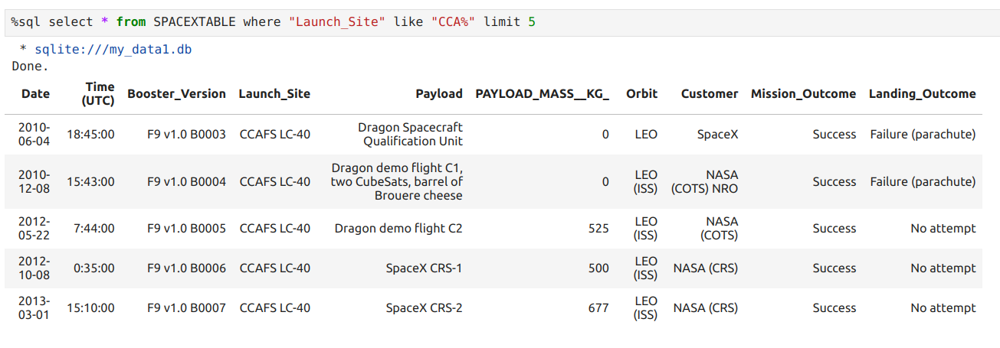 %sql select * from SPACEXTABLE where "Launch_Site" like "CCA%" limit 5
* sqlite:///my_data1.db
Done.
Date Time (UTC) Booster_Version Launch_Site Payload PAYLOAD_MASS__KG_ Orbit Customer Mission_Outcome Landing_Outcome
2010-06-04 18:45:00 F9 v1.0 B0003 CCAFS LC-40 Dragon Spacecraft Qualification Unit 0 LEO SpaceX Success Failure (parachute)
2010-12-08 15:43:00 F9 v1.0 B0004 CCAFS LC-40 Dragon demo flight C1, two CubeSats, barrel of Brouere cheese 0 LEO (ISS) NASA (COTS) NRO Success Failure (parachute)
2012-05-22 7:44:00 F9 v1.0 B0005 CCAFS LC-40 Dragon demo flight C2 525 LEO (ISS) NASA (COTS) Success No attempt
2012-10-08 0:35:00 F9 v1.0 B0006 CCAFS LC-40 SpaceX CRS-1 500 LEO (ISS) NASA (CRS) Success No attempt
2013-03-01 15:10:00 F9 v1.0 B0007 CCAFS LC-40 SpaceX CRS-2 677 LEO (ISS) NASA (CRS) Success No attempt